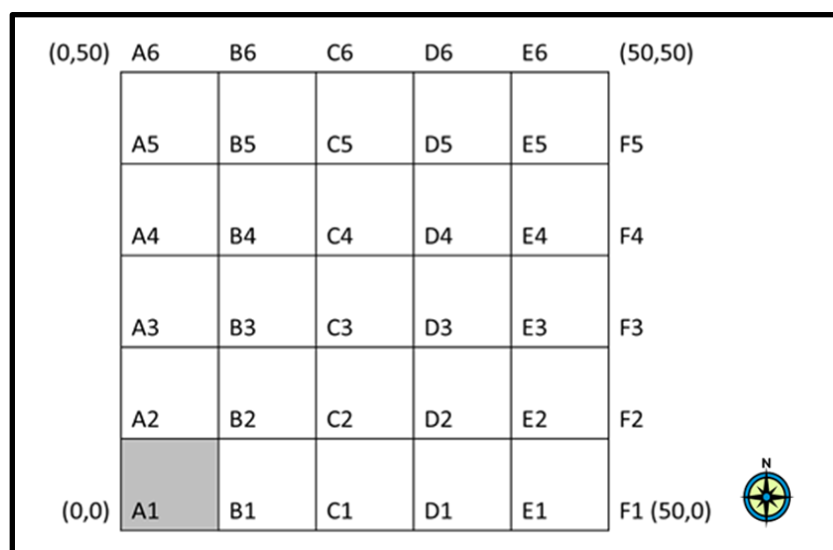 (0,50) A6 B6 C6 D6 E6 (50,50)
A5 B5 C5 D5 E5 F5
A4 B4 C4 D4 E4 F4
A3 B3 C3 D3 E3 F3
A2 B2 C2 D2 E2 F2
N
(0,0) A1 B1 C1 D1 E1 F1 (50,0)